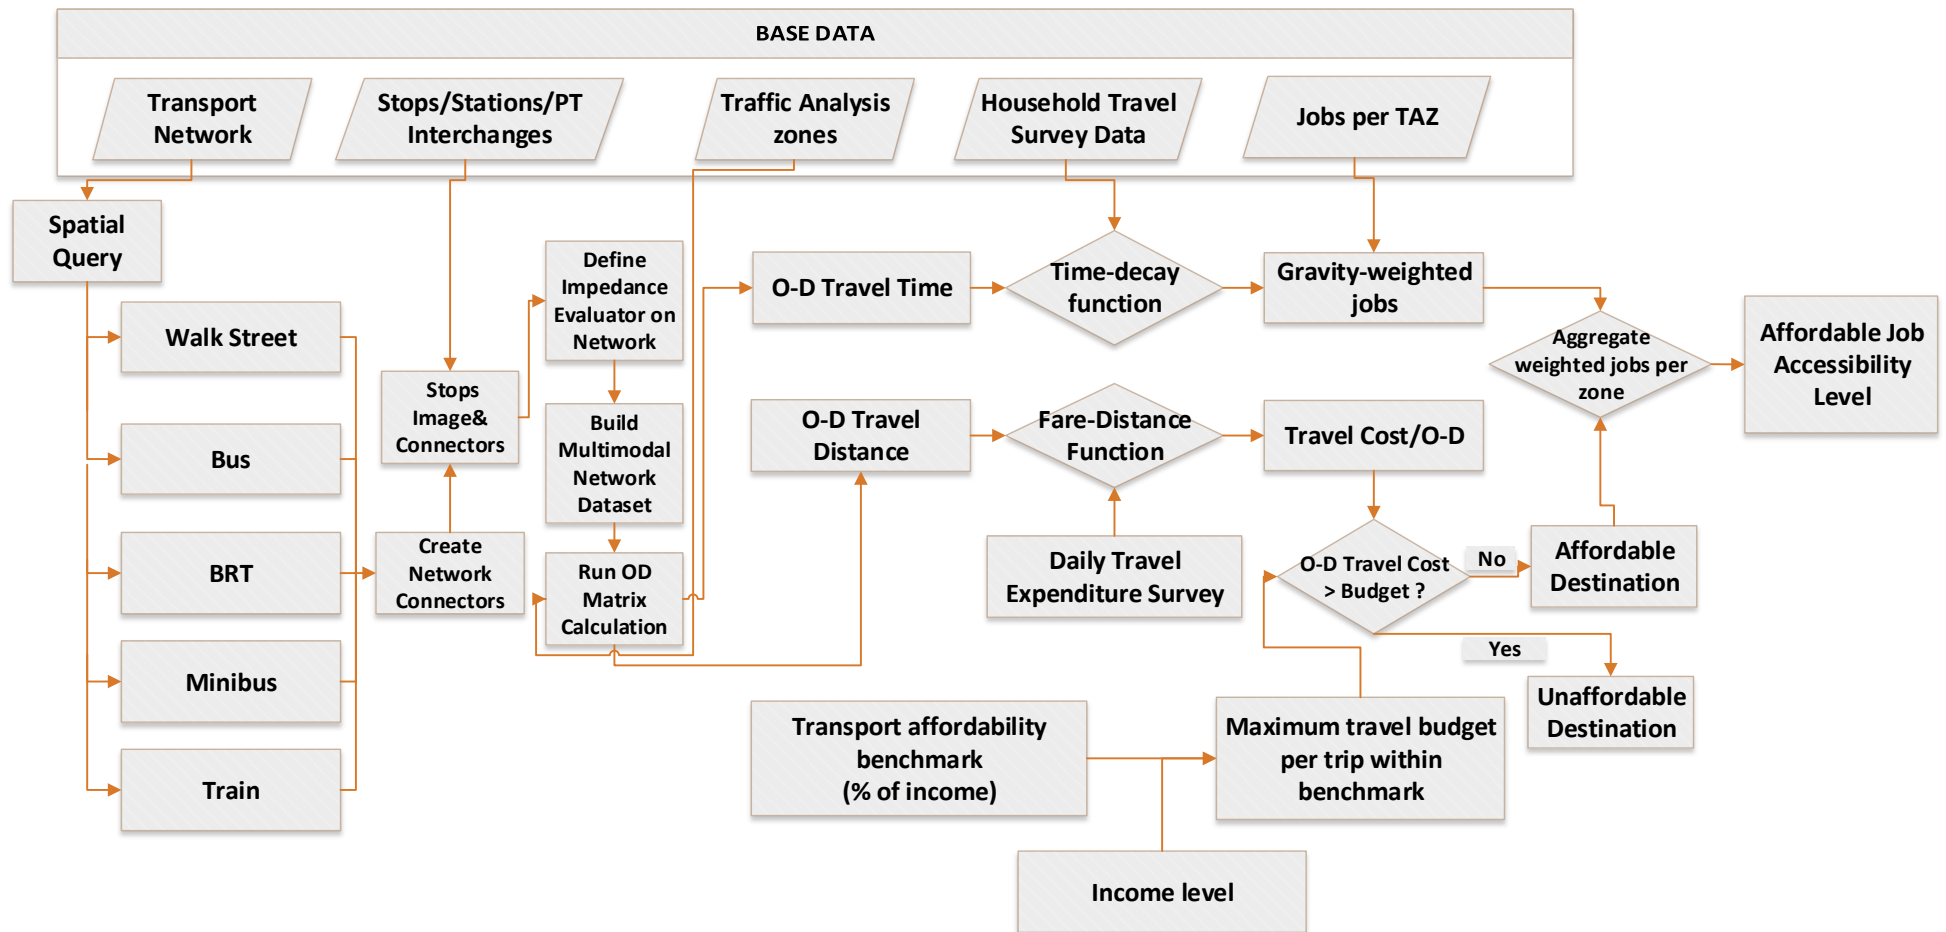 BASE DATA
Transport
Network
Stops/Stations/PT
Interchanges
Traffic Analysis
zones
Household Travel
Survey Data
Jobs per TAZ
Spatial
Query
Walk Street
Bus
BRT
Minibus
Train
Create
Network
Connectors
Stops
Image&
Connectors
Define
Impedance
Evaluator on
Network
Build
Multimodal
Network
Dataset
Run OD
Matrix
Calculation
O-D Travel Time
Time-decay
function
Gravity-weighted
jobs
Aggregate
weighted jobs per
zone
Affordable Job
Accessibility
Level
O-D Travel
Distance
Fare-Distance
Function
Travel Cost/O-D
Daily Travel
Expenditure Survey
O-D Travel Cost
> Budget ?
No
Affordable
Destination
Yes
Unaffordable
Destination
Transport affordability
benchmark
(% of income)
Maximum travel budget
per trip within
benchmark
Income level